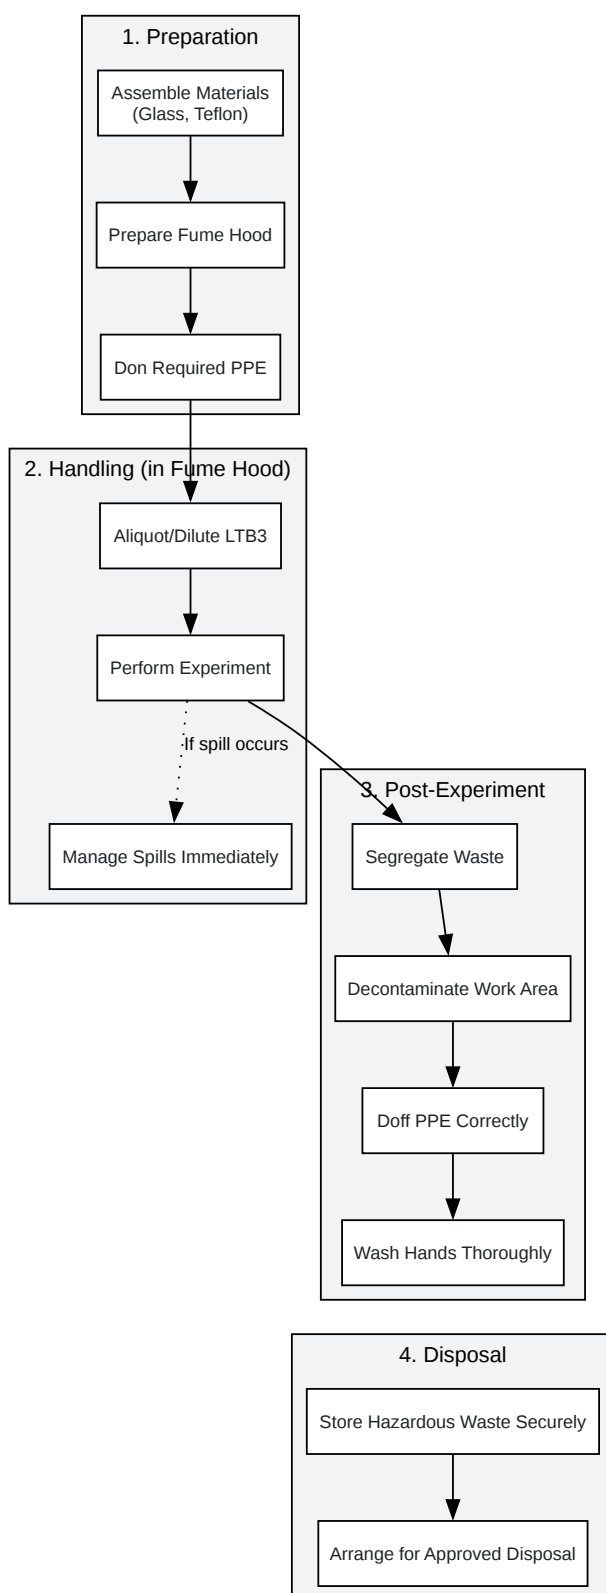 1. Preparation
Assemble Materials
(Glass, Teflon)
Prepare Fume Hood
Don Required PPE
2. Handling (in Fume Hood)
Aliquot/Dilute LTB3
Perform Experiment
If spill occurs
Manage Spills Immediately
3. Post-Experiment
Segregate Waste
Decontaminate Work Area
Doff PPE Correctly
Wash Hands Thoroughly
4. Disposal
Store Hazardous Waste Securely
Arrange for Approved Disposal